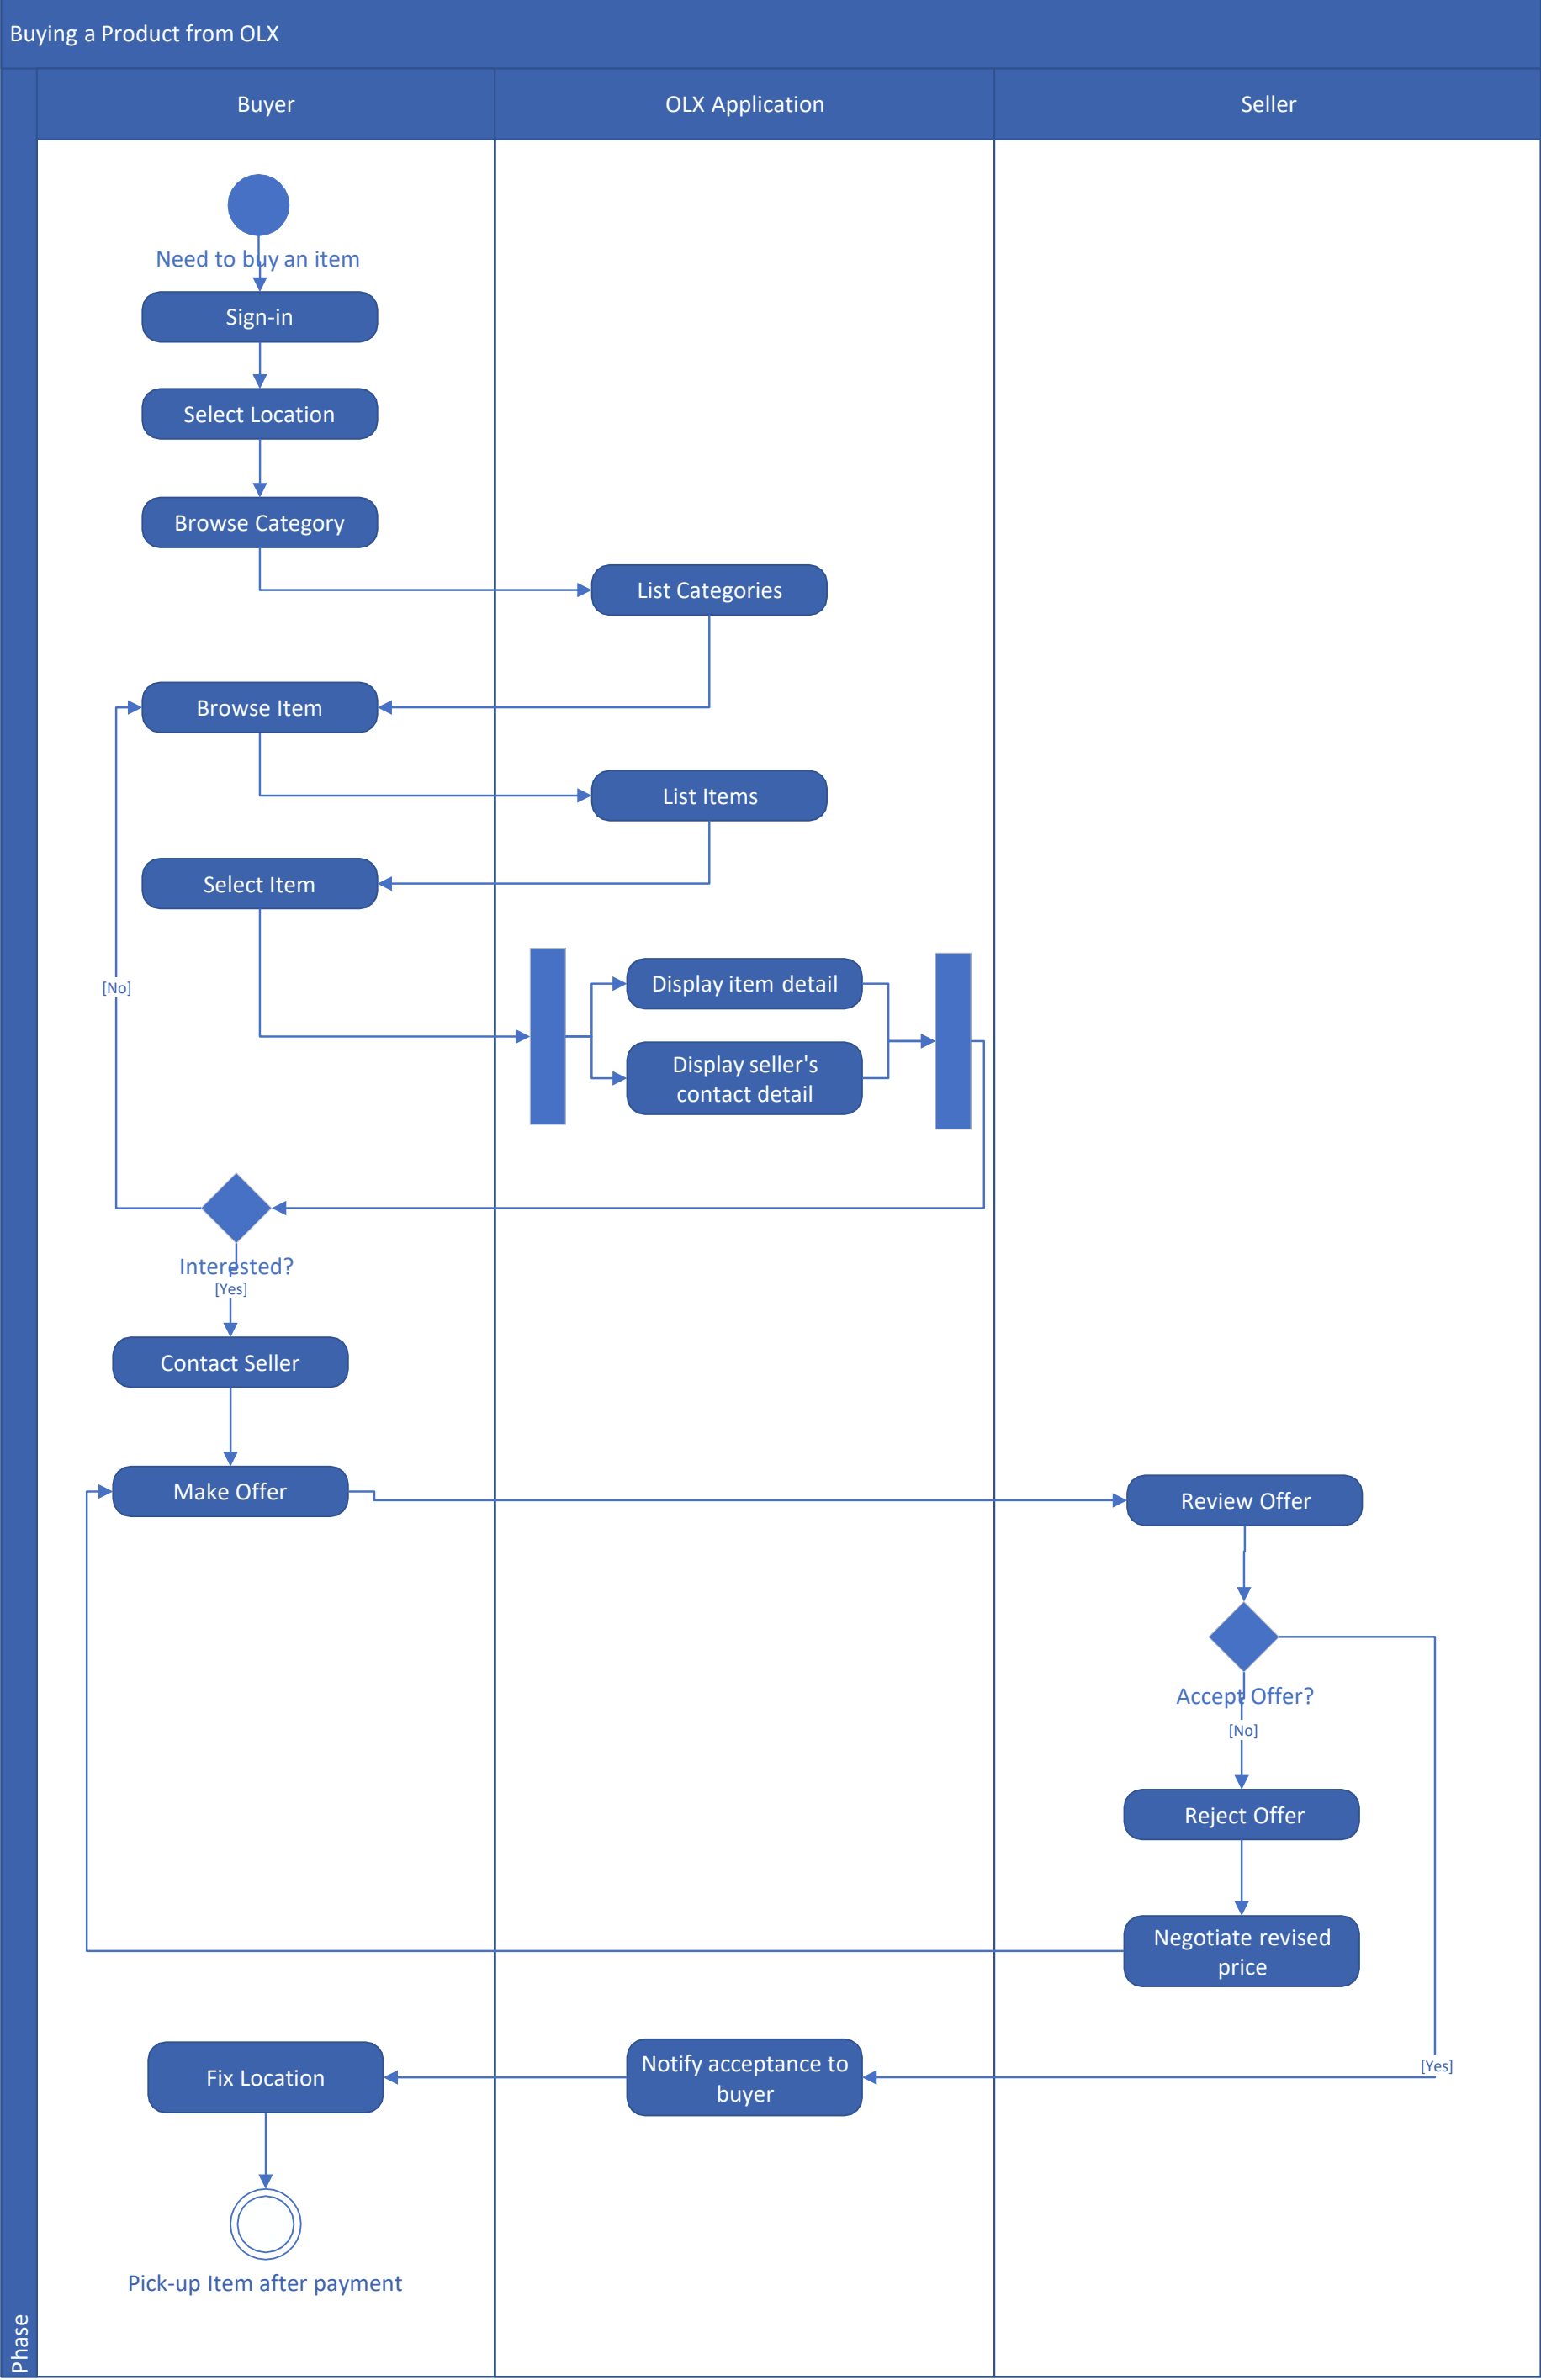 Buying a Product from OLX
Buyer
OLX Application
Seller
Need to buy an item
Sign-in
Select Location
Browse Category
List Categories
Browse Item
List Items
Select Item
Display item detail
[No]
Display seller's
contact detail
Interested?
[Yes]
Contact Seller
Make Offer
Review Offer
Accept Offer?
[No]
Reject Offer
Negotiate revised
price
[Yes]
Notify acceptance to
buyer
Fix Location
Pick-up Item after payment
Phase